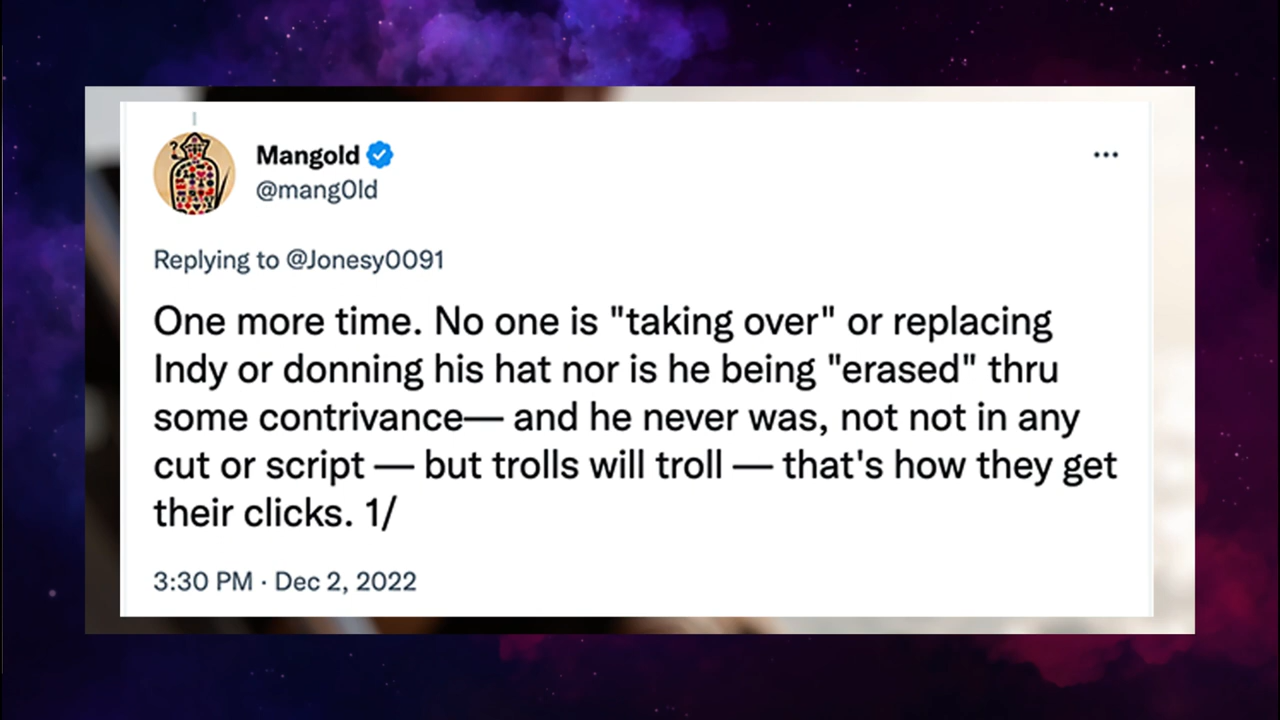 Mangold
@mang0ld
Replying to @Jonesy0091
One more time. No one is "taking over" or replacing
Indy or donning his hat nor is he being "erased" thru
some contrivance— and he never was, not not in any
cut or script — but trolls will troll — that's how they get
their clicks. 1/
3:30 PM · Dec 2, 2022